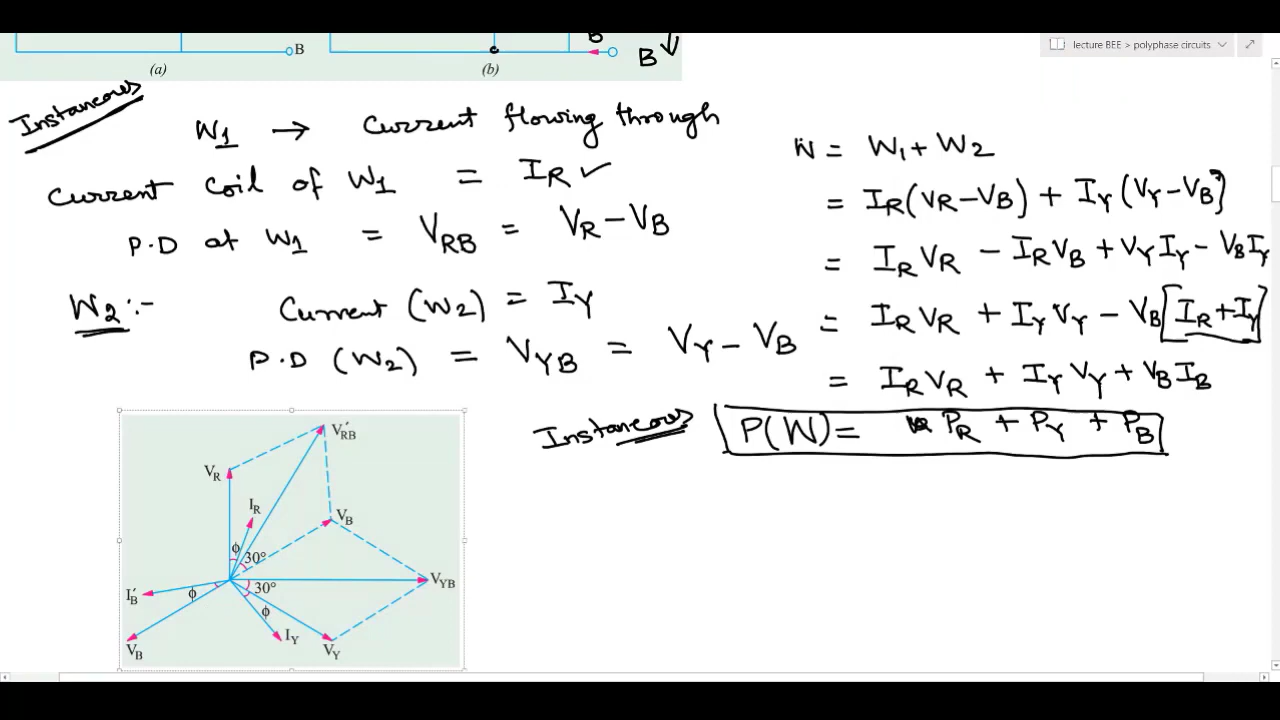 B
B
B
(a)
(b)
lecture BEE > polyphase circuits
Instaneous
W1 → Current flowing through
Current coil of W1 = IR ✓
P.D at W1 = VRB = VR – VB
W2 :-
Current (W2) = IY
P.D (W2) = VYB = VY – VB
W = W1 + W2
= IR(VR–VB) + IY(VY–VB)
= IRVR – IRVB + VYIY – VBIY
= IRVR + IYVY – VB[IR+IY]
= IRVR + IYVY + VBIB
Instaneous
P(W) = PR + PY + PB
V′RB
VR
IR
VB
ϕ
30°
VYB
30°
I′B
ϕ
ϕ
IY
VB
VY